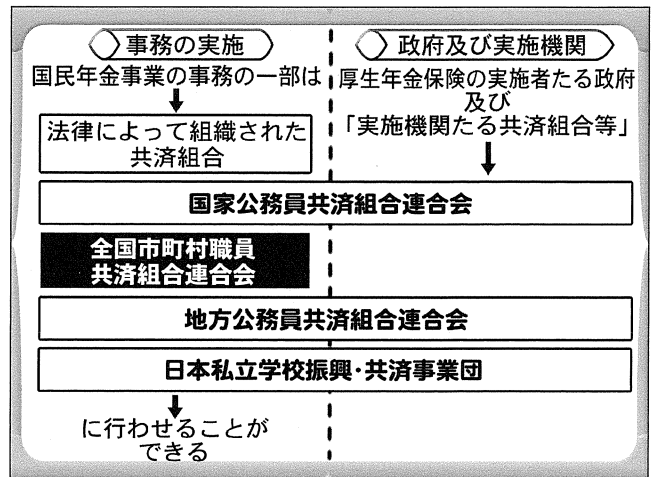 事務の実施
国民年金事業の事務の一部は
法律によって組織された
共済組合
政府及び実施機関
厚生年金保険の実施者たる政府
及び
「実施機関たる共済組合等」
国家公務員共済組合連合会
全国市町村職員
共済組合連合会
地方公務員共済組合連合会
日本私立学校振興・共済事業団
に行わせることが
できる